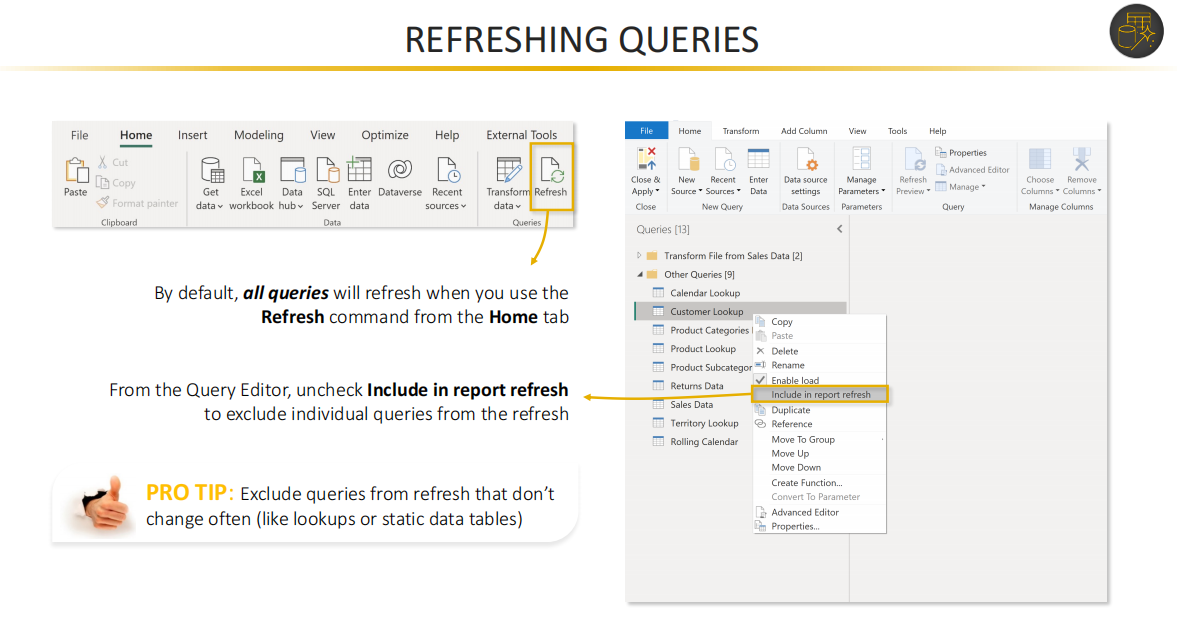 REFRESHING QUERIES
File Home Insert Modeling View Optimize Help External Tools
Paste
Cut
Copy
Format painter
Clipboard
Get data
Excel workbook
Data hub
SQL Server
Enter data
Dataverse
Recent sources
Data
Transform data
Refresh
Queries
By default, all queries will refresh when you use the
Refresh command from the Home tab
From the Query Editor, uncheck Include in report refresh
to exclude individual queries from the refresh
PRO TIP: Exclude queries from refresh that don't
change often (like lookups or static data tables)
File Home Transform Add Column View Tools Help
Close & Apply
Close
New Source
Recent Sources
Enter Data
New Query
Data source settings
Data Sources
Manage Parameters
Parameters
Refresh Preview
Properties
Advanced Editor
Manage
Query
Choose Columns
Remove Columns
Manage Columns
Queries [13]
Transform File from Sales Data [2]
Other Queries [9]
Calendar Lookup
Customer Lookup
Product Categories
Product Lookup
Product Subcategor
Returns Data
Sales Data
Territory Lookup
Rolling Calendar
Copy
Paste
Delete
Rename
Enable load
Include in report refresh
Duplicate
Reference
Move To Group
Move Up
Move Down
Create Function...
Convert To Parameter
Advanced Editor
Properties...